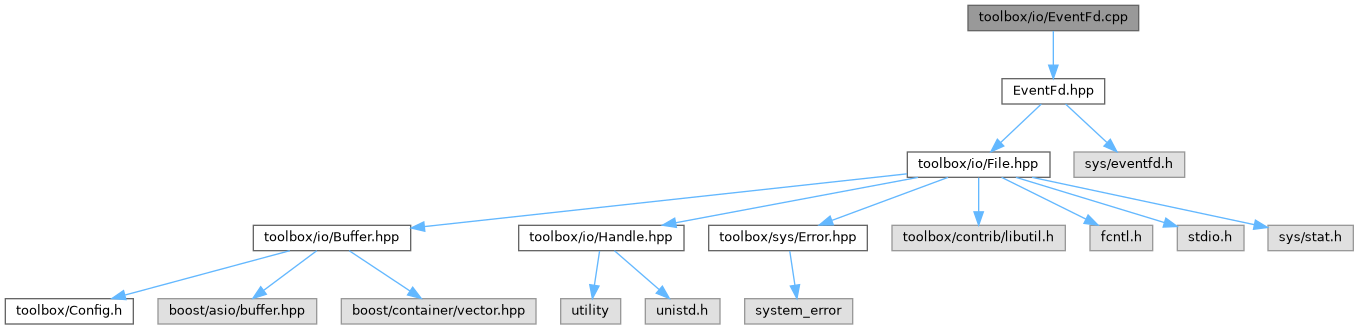 toolbox/io/EventFd.cpp
EventFd.hpp
toolbox/io/File.hpp
sys/eventfd.h
toolbox/io/Buffer.hpp
toolbox/io/Handle.hpp
toolbox/sys/Error.hpp
toolbox/contrib/libutil.h
fcntl.h
stdio.h
sys/stat.h
toolbox/Config.h
boost/asio/buffer.hpp
boost/container/vector.hpp
utility
unistd.h
system_error